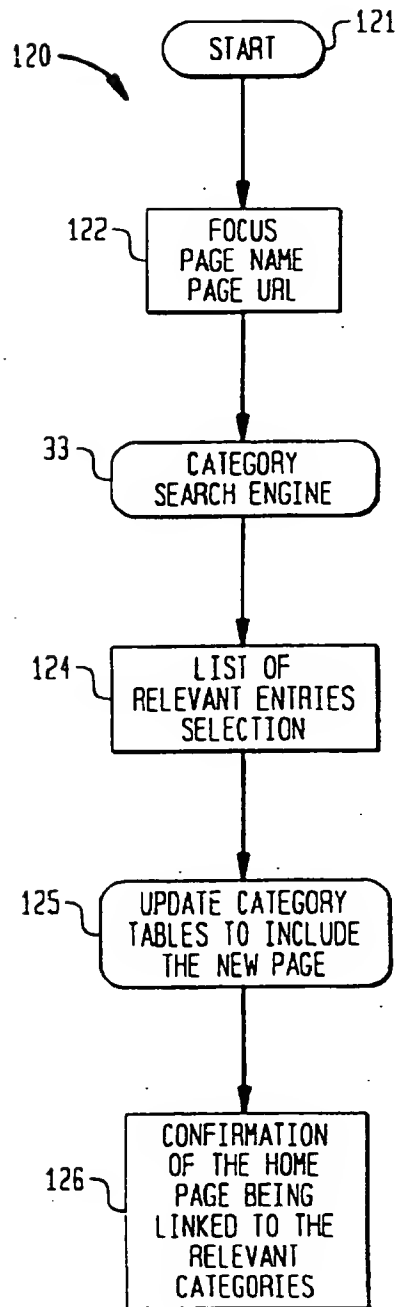 120
START
121
122
FOCUS
PAGE NAME
PAGE URL
33
CATEGORY
SEARCH ENGINE
124
LIST OF
RELEVANT ENTRIES
SELECTION
125
UPDATE CATEGORY
TABLES TO INCLUDE
THE NEW PAGE
126
CONFIRMATION
OF THE HOME
PAGE BEING
LINKED TO THE
RELEVANT
CATEGORIES